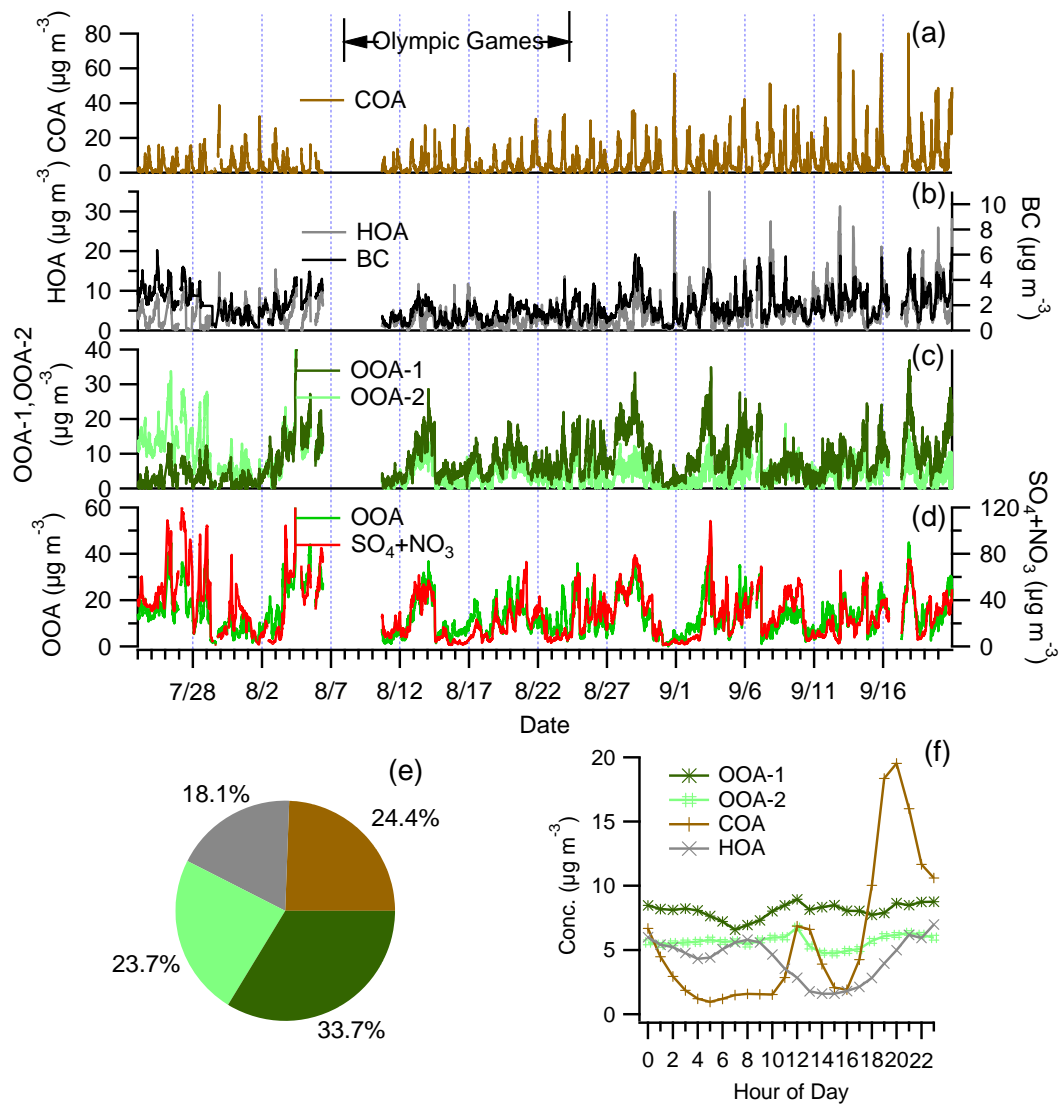 Olympic Games
(a)
COA (µg m⁻³)
80
60
40
20
0
COA
(b)
HOA (µg m⁻³)
30
20
10
0
HOA
BC
10
8
6
4
2
0
BC (µg m⁻³)
(c)
OOA-1,OOA-2
(µg m⁻³)
40
30
20
10
0
OOA-1
OOA-2
(d)
OOA (µg m⁻³)
60
40
20
0
OOA
SO₄+NO₃
120
80
40
0
SO₄+NO₃ (µg m⁻³)
7/28 8/2 8/7 8/12 8/17 8/22 8/27 9/1 9/6 9/11 9/16
Date
(e)
18.1%
24.4%
23.7%
33.7%
(f)
Conc. (µg m⁻³)
20
15
10
5
0
OOA-1
OOA-2
COA
HOA
0 2 4 6 8 10 12 14 16 18 20 22
Hour of Day